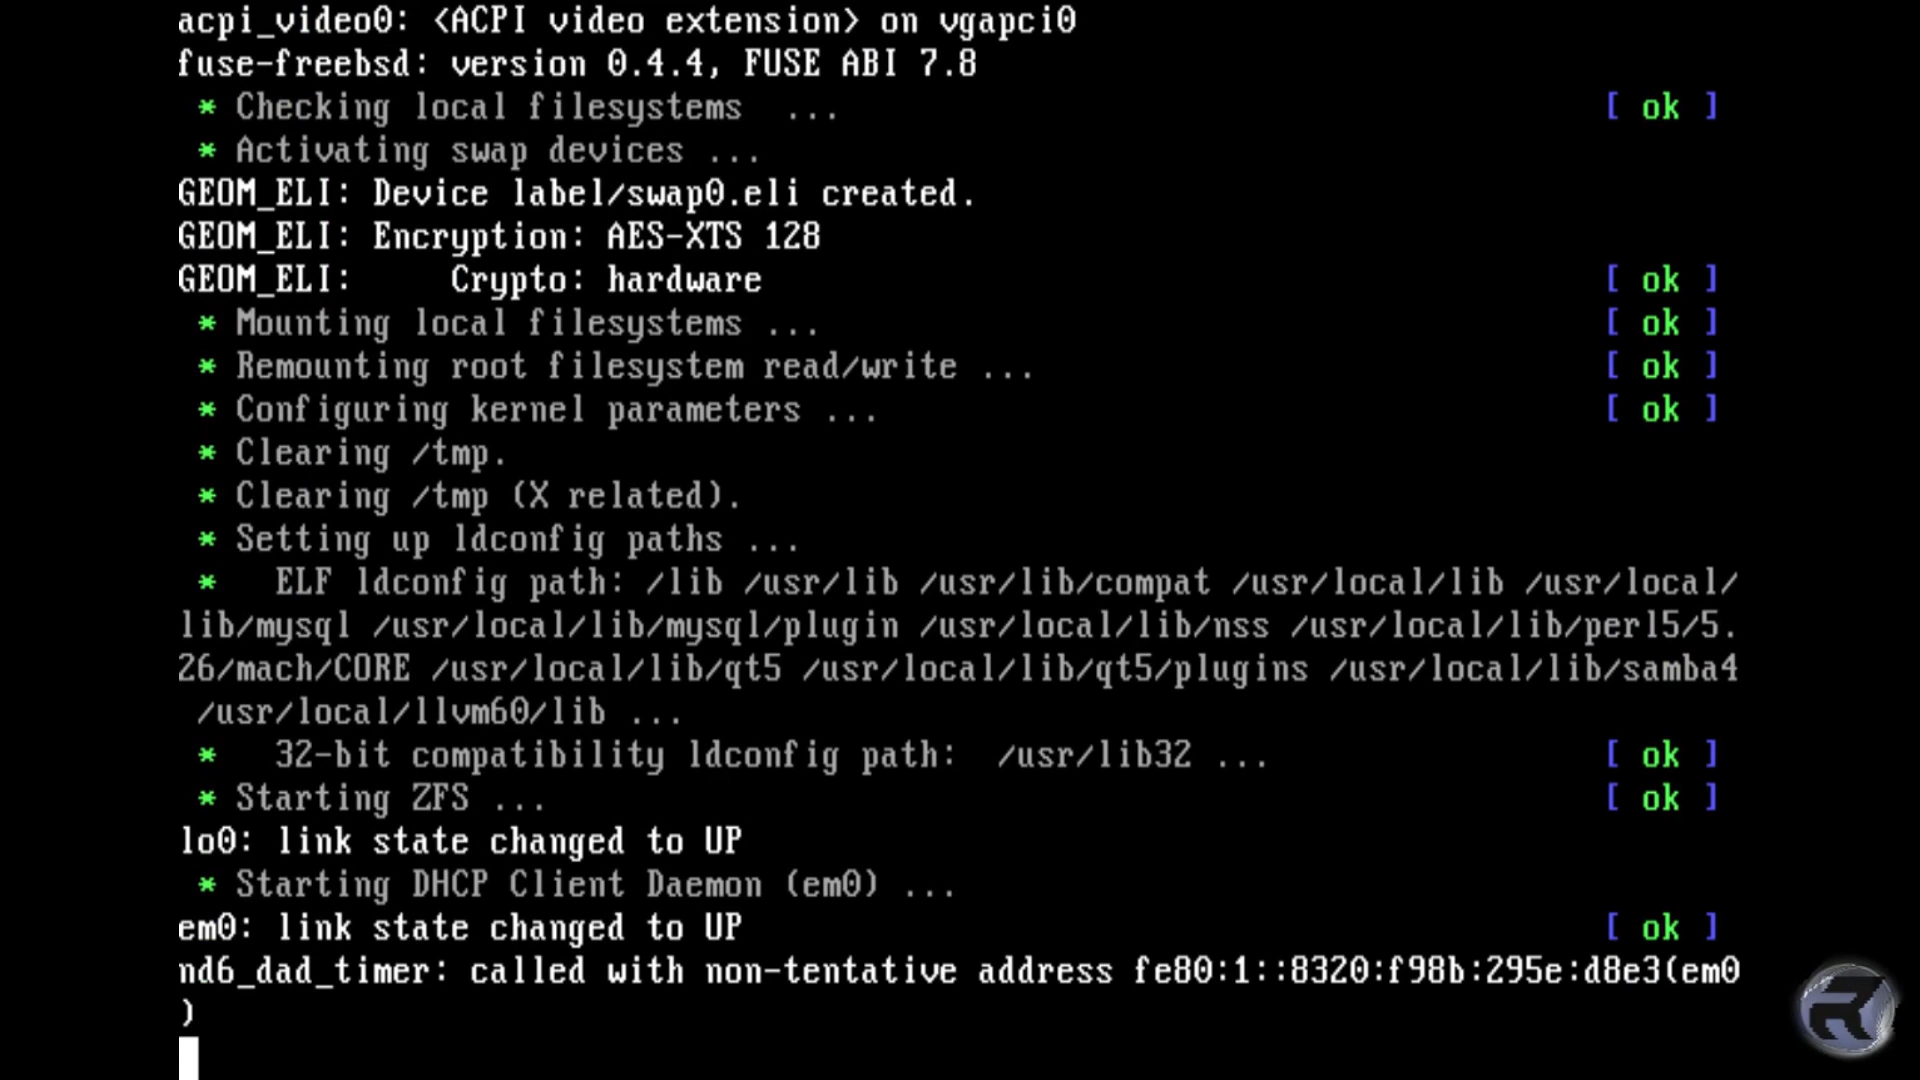 acpi_video0: <ACPI video extension> on vgapci0
fuse-freebsd: version 0.4.4, FUSE ABI 7.8
 * Checking local filesystems  ... [ ok ]
 * Activating swap devices ...
GEOM_ELI: Device label/swap0.eli created.
GEOM_ELI: Encryption: AES-XTS 128
GEOM_ELI:     Crypto: hardware [ ok ]
 * Mounting local filesystems ... [ ok ]
 * Remounting root filesystem read/write ... [ ok ]
 * Configuring kernel parameters ... [ ok ]
 * Clearing /tmp.
 * Clearing /tmp (X related).
 * Setting up ldconfig paths ...
 *   ELF ldconfig path: /lib /usr/lib /usr/lib/compat /usr/local/lib /usr/local/
lib/mysql /usr/local/lib/mysql/plugin /usr/local/lib/nss /usr/local/lib/perl5/5.
26/mach/CORE /usr/local/lib/qt5 /usr/local/lib/qt5/plugins /usr/local/lib/samba4
 /usr/local/llvm60/lib ...
 *   32-bit compatibility ldconfig path:  /usr/lib32 ... [ ok ]
 * Starting ZFS ... [ ok ]
lo0: link state changed to UP
 * Starting DHCP Client Daemon (em0) ...
em0: link state changed to UP [ ok ]
nd6_dad_timer: called with non-tentative address fe80:1::8320:f98b:295e:d8e3(em0
)